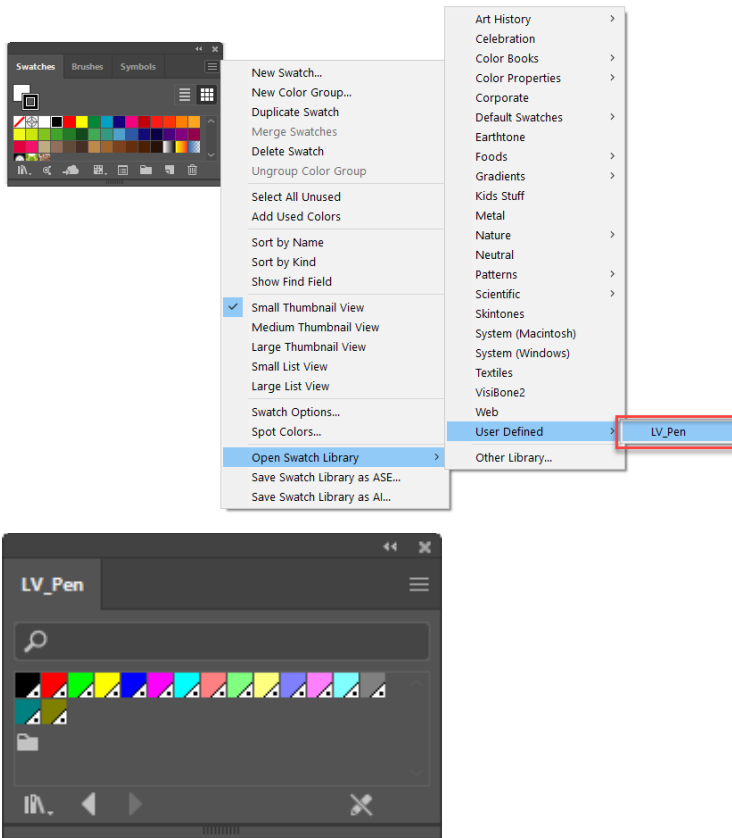 Swatches Brushes Symbols
New Swatch...
New Color Group...
Duplicate Swatch
Merge Swatches
Delete Swatch
Ungroup Color Group
Select All Unused
Add Used Colors
Sort by Name
Sort by Kind
Show Find Field
Small Thumbnail View
Medium Thumbnail View
Large Thumbnail View
Small List View
Large List View
Swatch Options...
Spot Colors...
Open Swatch Library
Save Swatch Library as ASE...
Save Swatch Library as AI...
Art History
Celebration
Color Books
Color Properties
Corporate
Default Swatches
Earthtone
Foods
Gradients
Kids Stuff
Metal
Nature
Neutral
Patterns
Scientific
Skintones
System (Macintosh)
System (Windows)
Textiles
VisiBone2
Web
User Defined
Other Library...
LV_Pen
LV_Pen